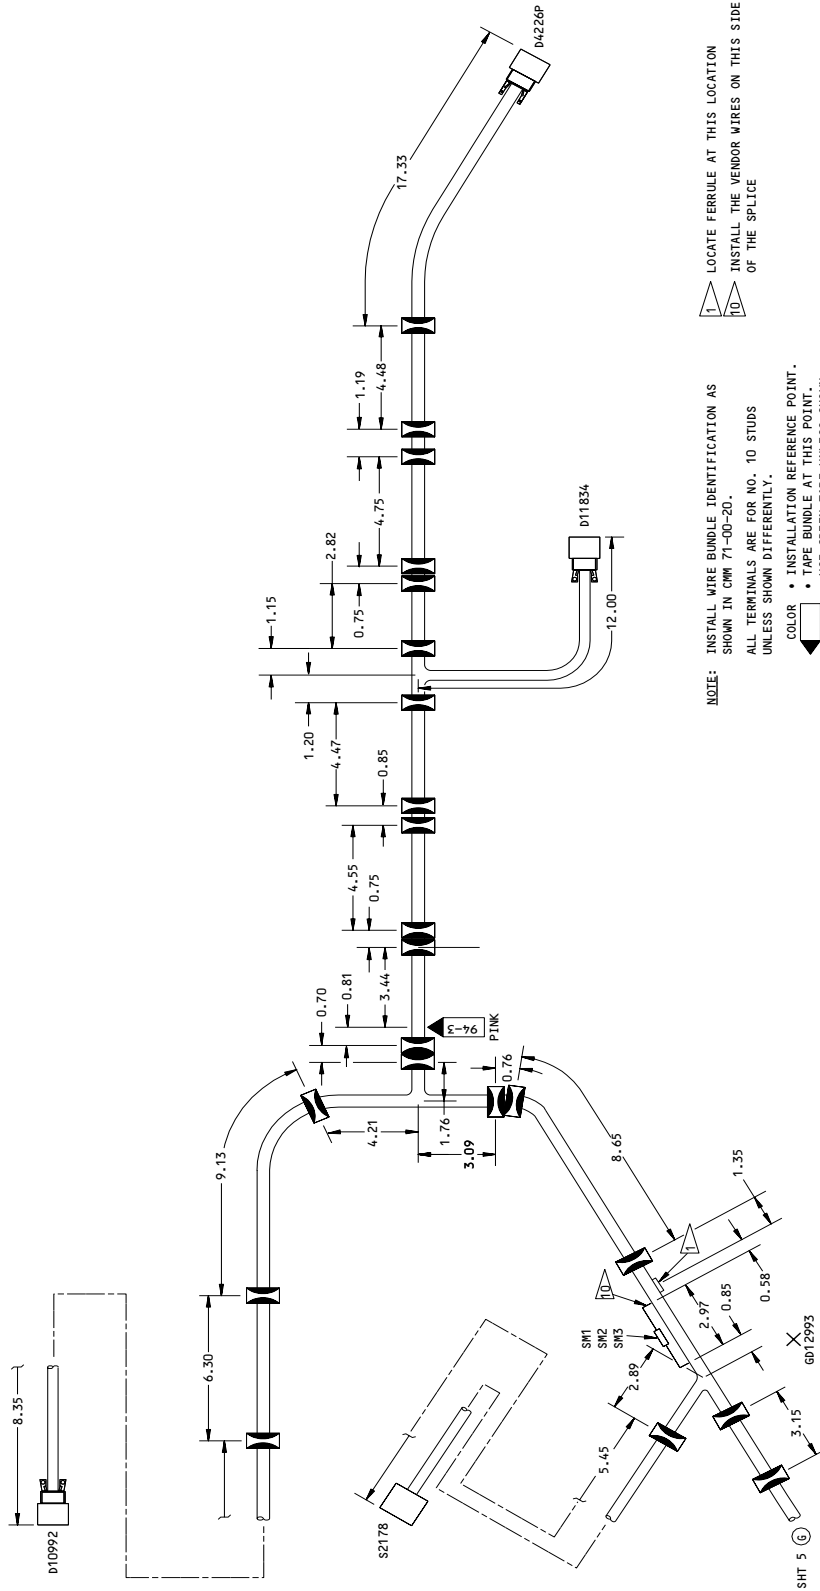 D4226P
17.33
4.48
1.19
4.75
2.82
0.75
1.15
1.20
4.47
0.85
4.55
0.75
0.81
3.44
0.70
D11834
12.00
94-3
PINK
0.76
1.76
3.09
4.21
9.13
6.30
8.35
D10992
8.65
1.35
0.58
0.85
2.97
1
10
SM1
SM2
SM3
2.89
5.45
S2178
GD12993
3.15
SHT 5 G
NOTE: INSTALL WIRE BUNDLE IDENTIFICATION AS
SHOWN IN CMM 71-00-20.
ALL TERMINALS ARE FOR NO. 10 STUDS
UNLESS SHOWN DIFFERENTLY.
COLOR • INSTALLATION REFERENCE POINT.
• TAPE BUNDLE AT THIS POINT.
1 LOCATE FERRULE AT THIS LOCATION
10 INSTALL THE VENDOR WIRES ON THIS SIDE
OF THE SPLICE